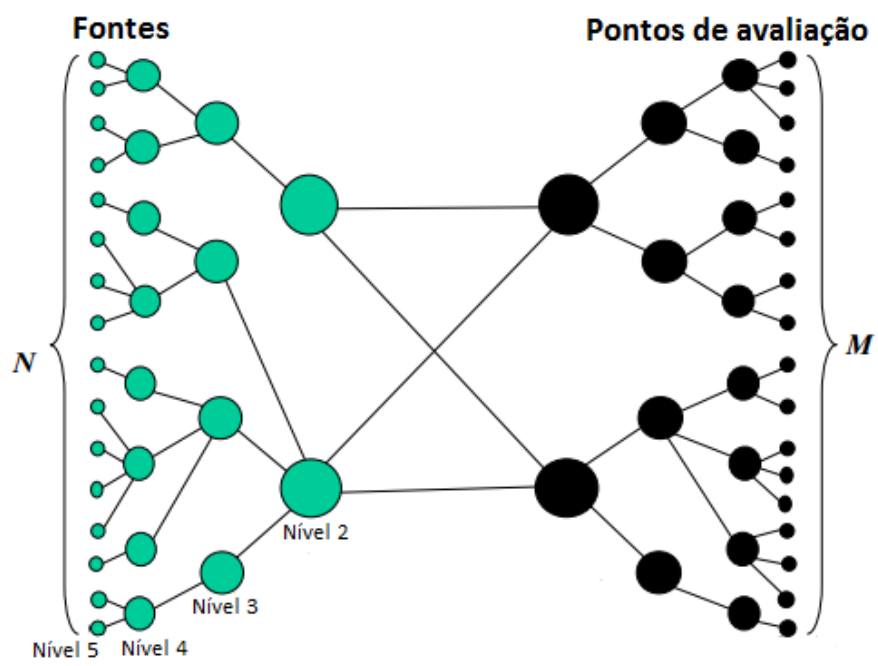 Fontes
Pontos de avaliação
N
M
Nível 2
Nível 3
Nível 5
Nível 4